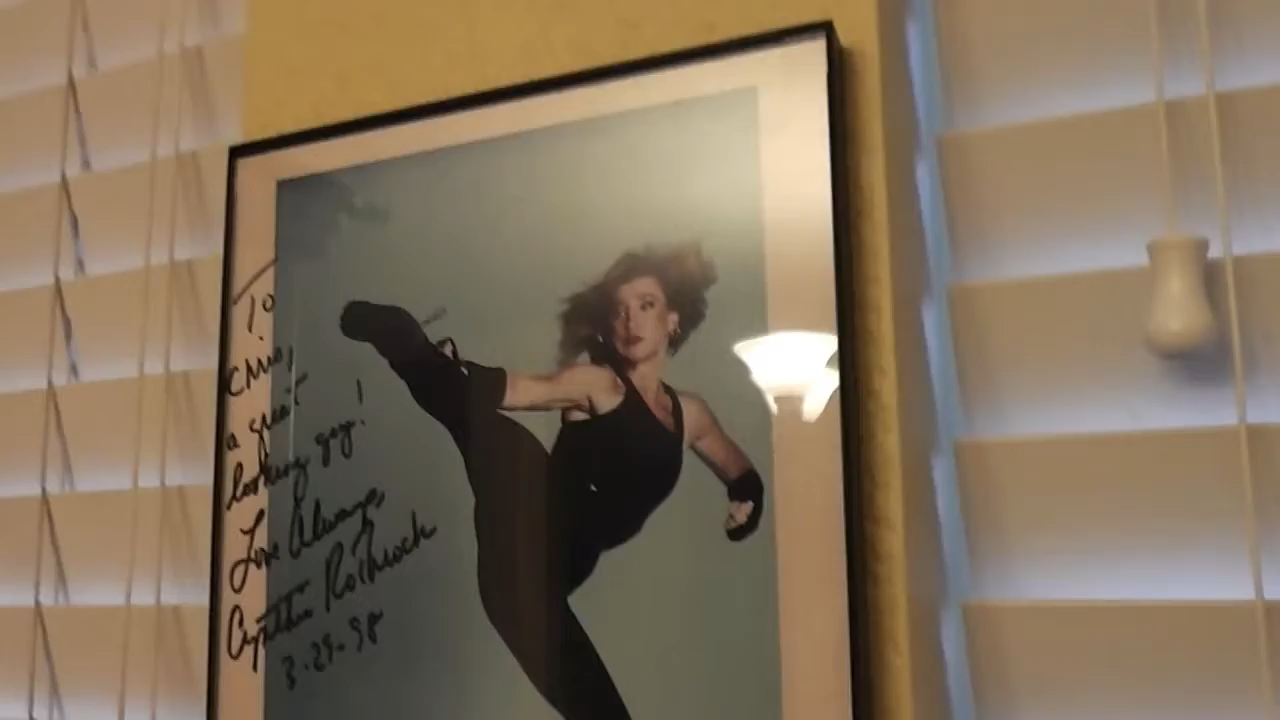 To
Chris,
a great
looking guy!
Love Always,
Cynthia Rothrock
3-29-98